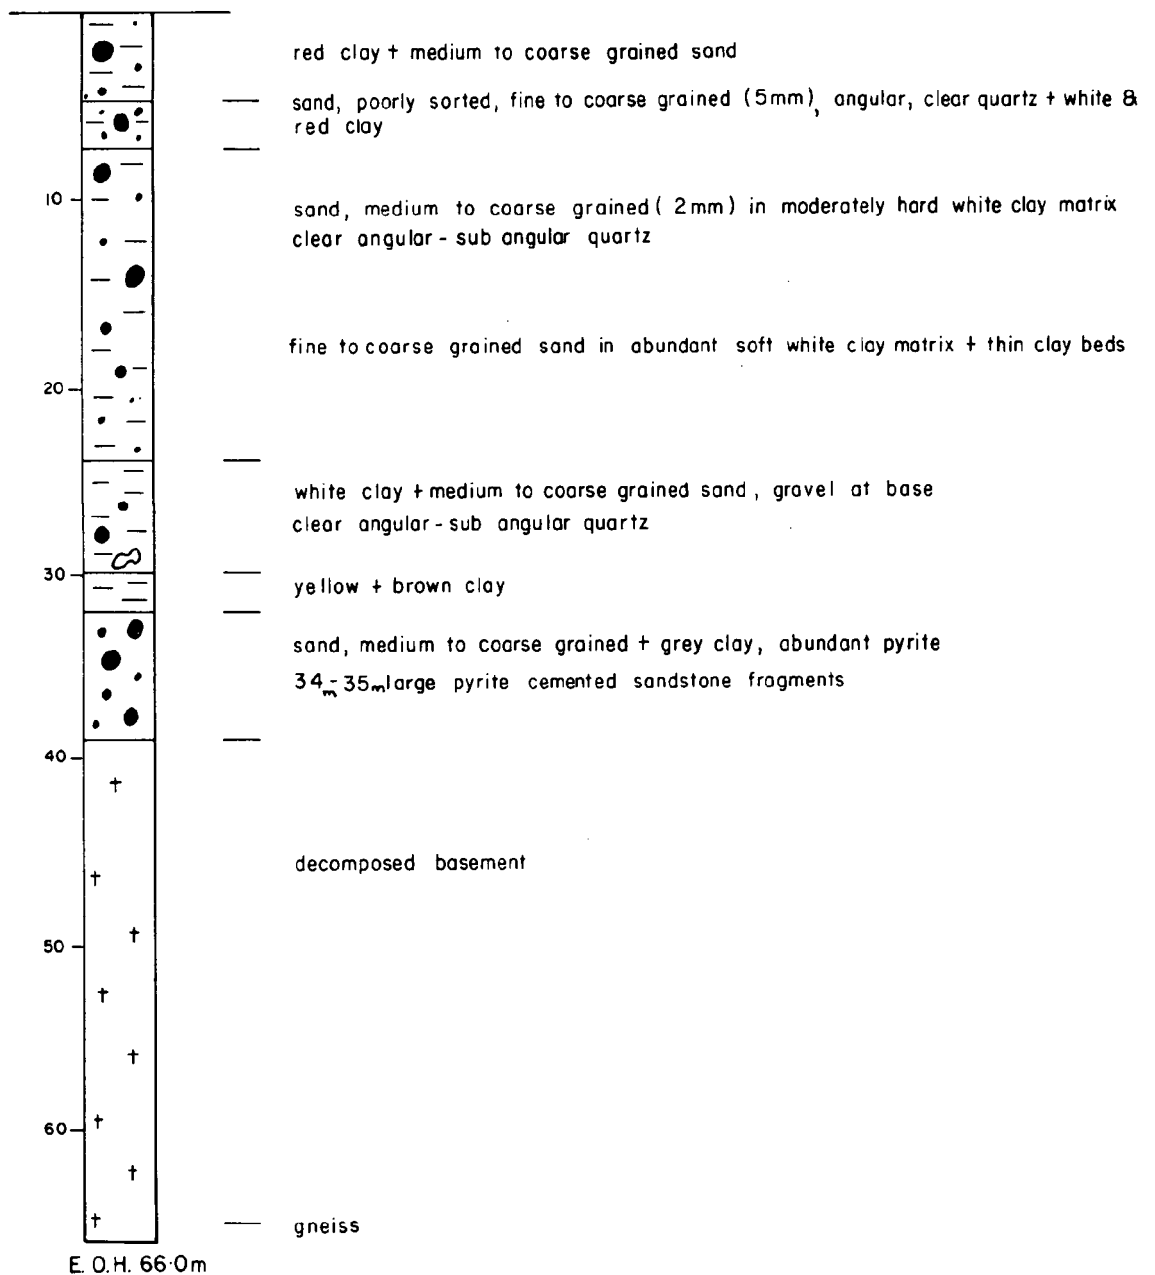 red clay + medium to coarse grained sand
sand, poorly sorted, fine to coarse grained (5mm), angular, clear quartz + white &
red clay
10
sand, medium to coarse grained (2mm) in moderately hard white clay matrix
clear angular - sub angular quartz
fine to coarse grained sand in abundant soft white clay matrix + thin clay beds
20
white clay + medium to coarse grained sand, gravel at base
clear angular - sub angular quartz
30
yellow + brown clay
sand, medium to coarse grained + grey clay, abundant pyrite
34m - 35m large pyrite cemented sandstone fragments
40
decomposed basement
50
60
gneiss
E.O.H. 66·0m